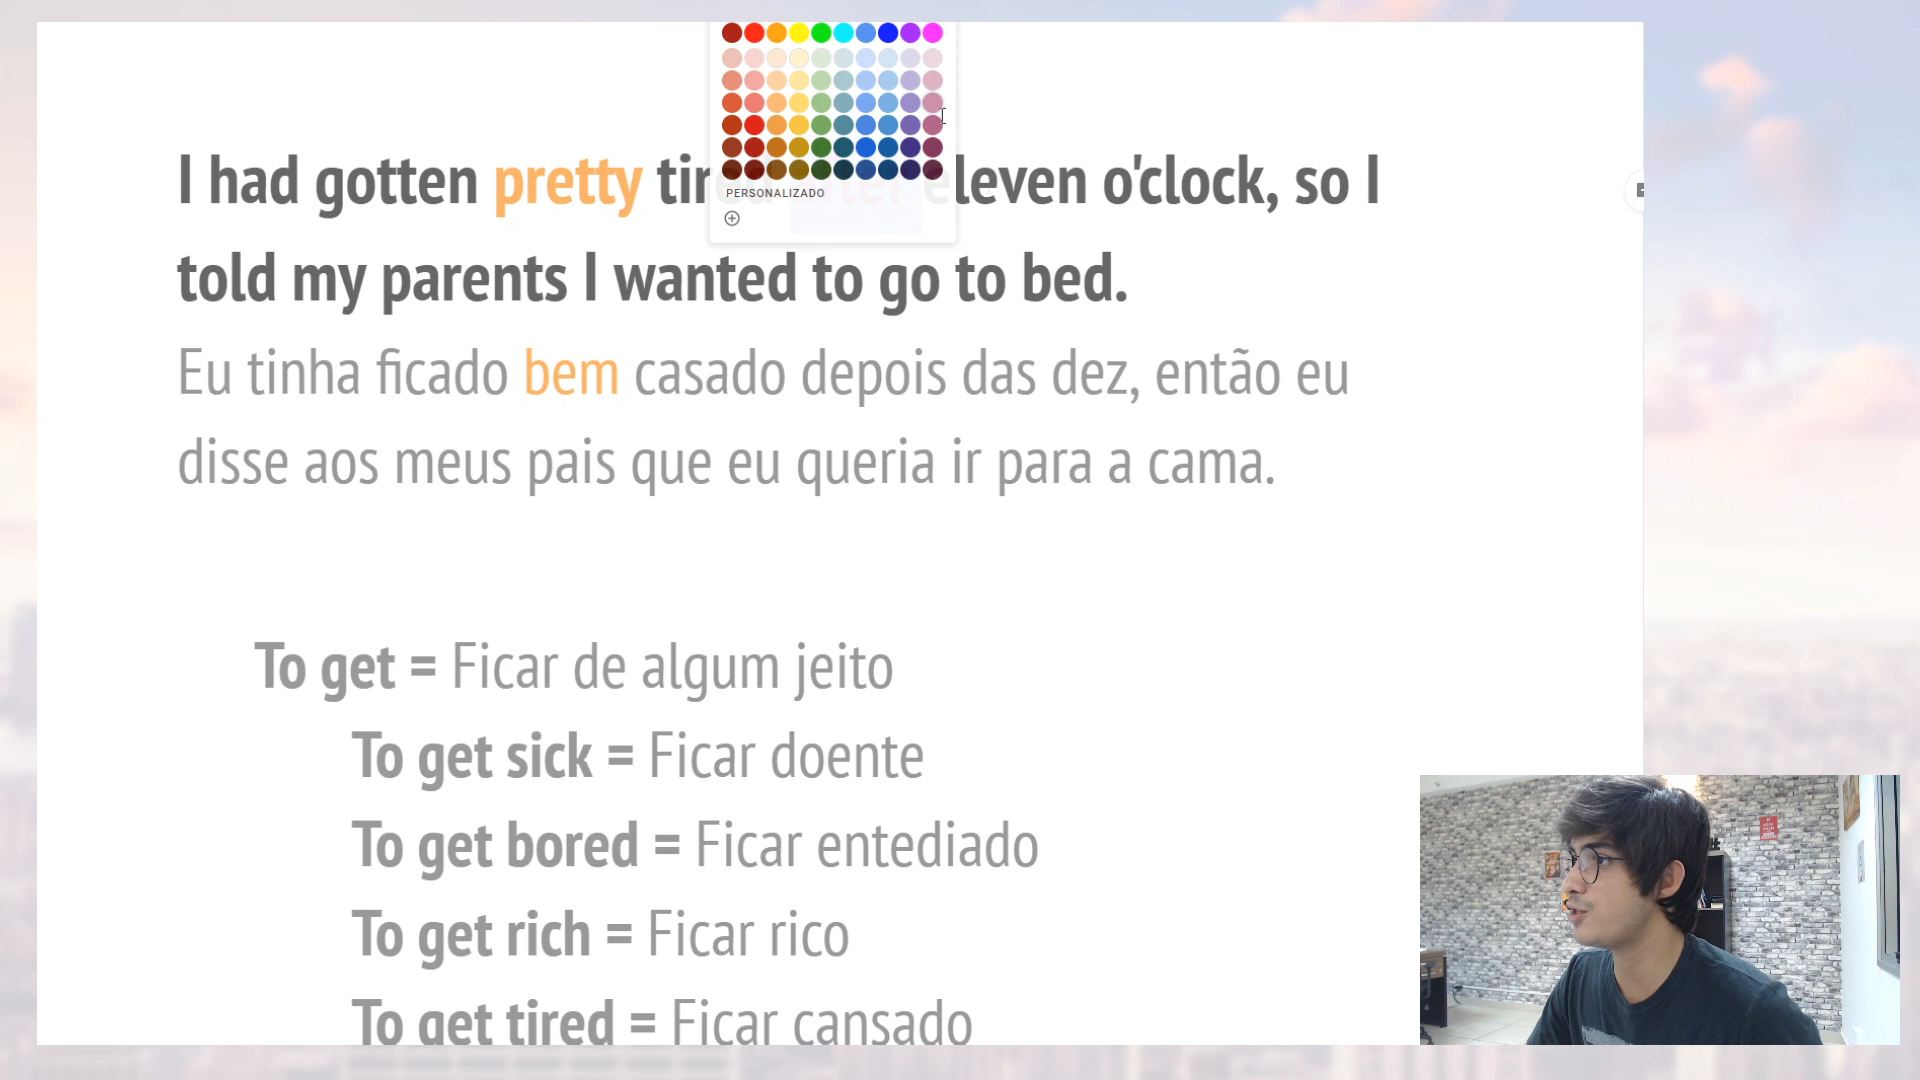 I had gotten pretty tired after eleven o'clock, so I
PERSONALIZADO
told my parents I wanted to go to bed.
Eu tinha ficado bem casado depois das dez, então eu
disse aos meus pais que eu queria ir para a cama.
To get = Ficar de algum jeito
To get sick = Ficar doente
To get bored = Ficar entediado
To get rich = Ficar rico
To get tired = Ficar cansado